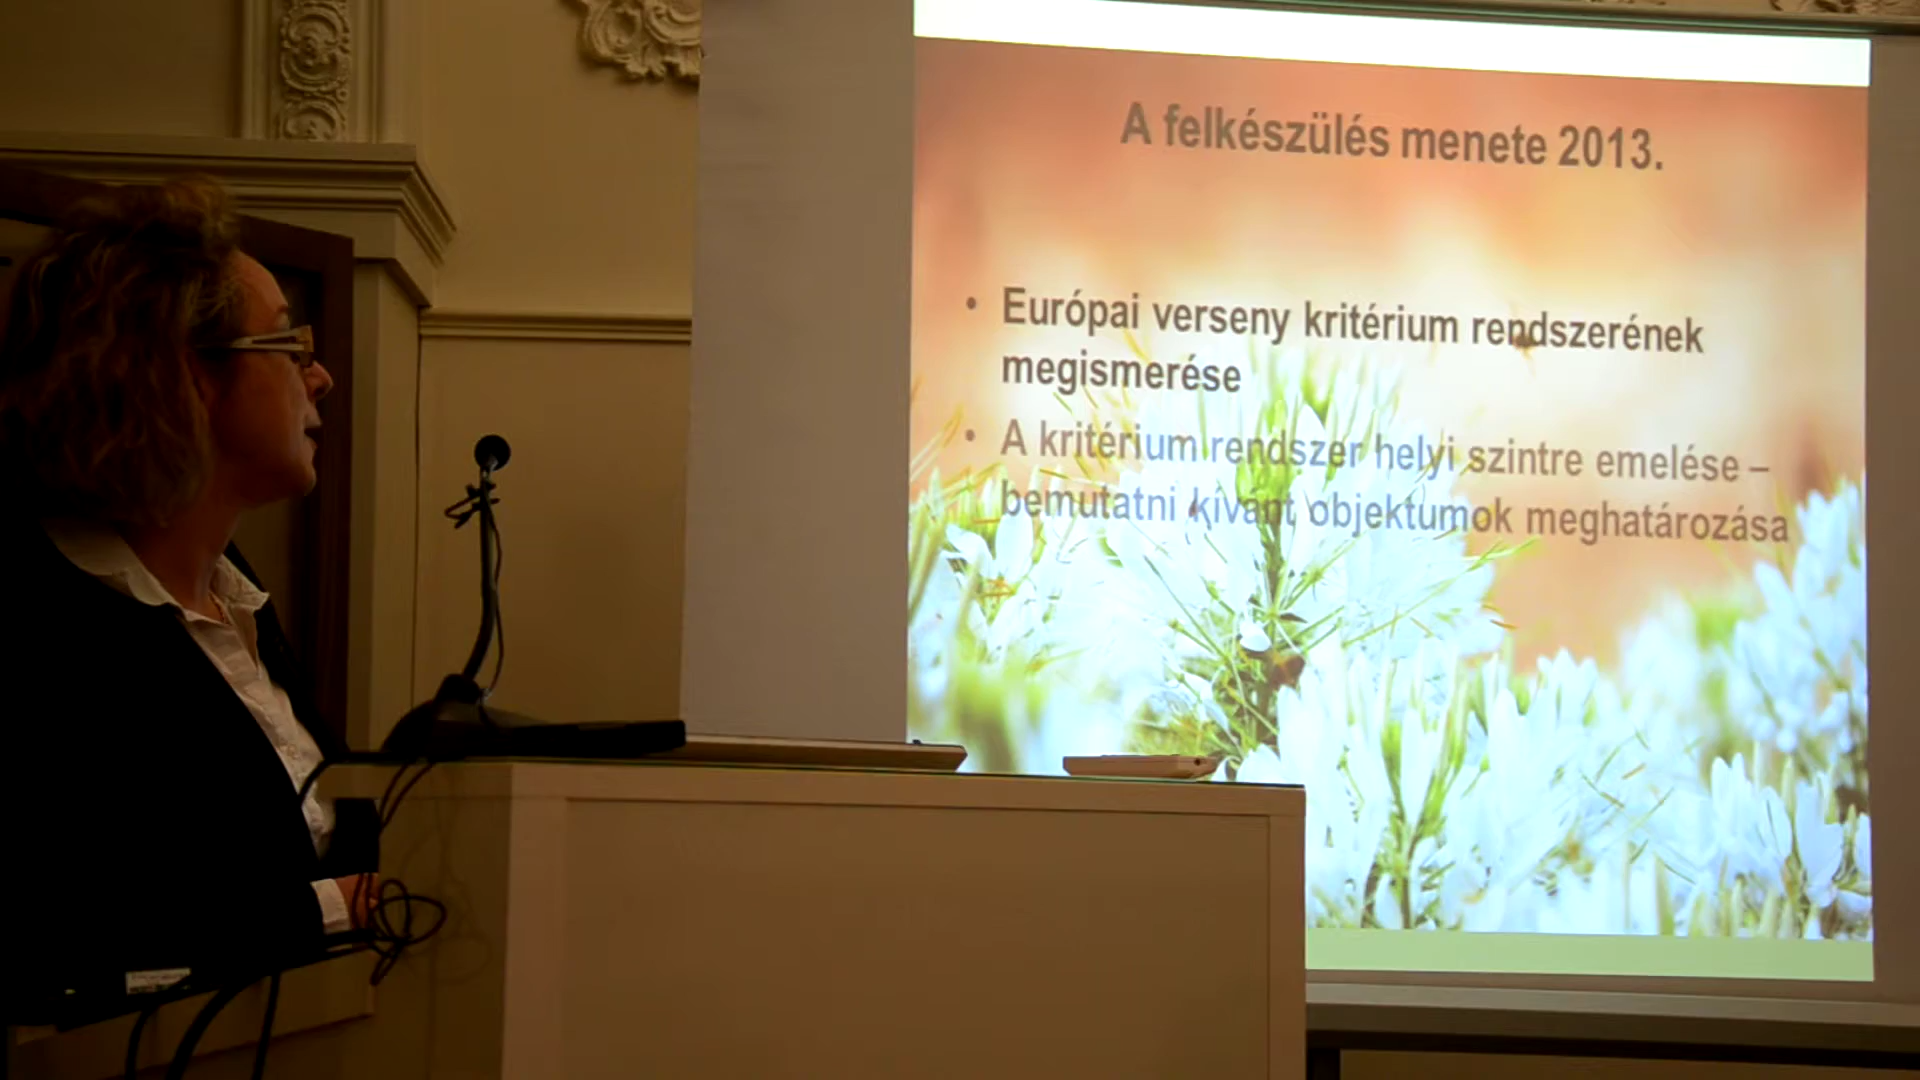 A felkészülés menete 2013.
• Európai verseny kritérium rendszerének
megismerése
• A kritérium rendszer helyi szintre emelése –
bemutatni kívánt objektumok meghatározása